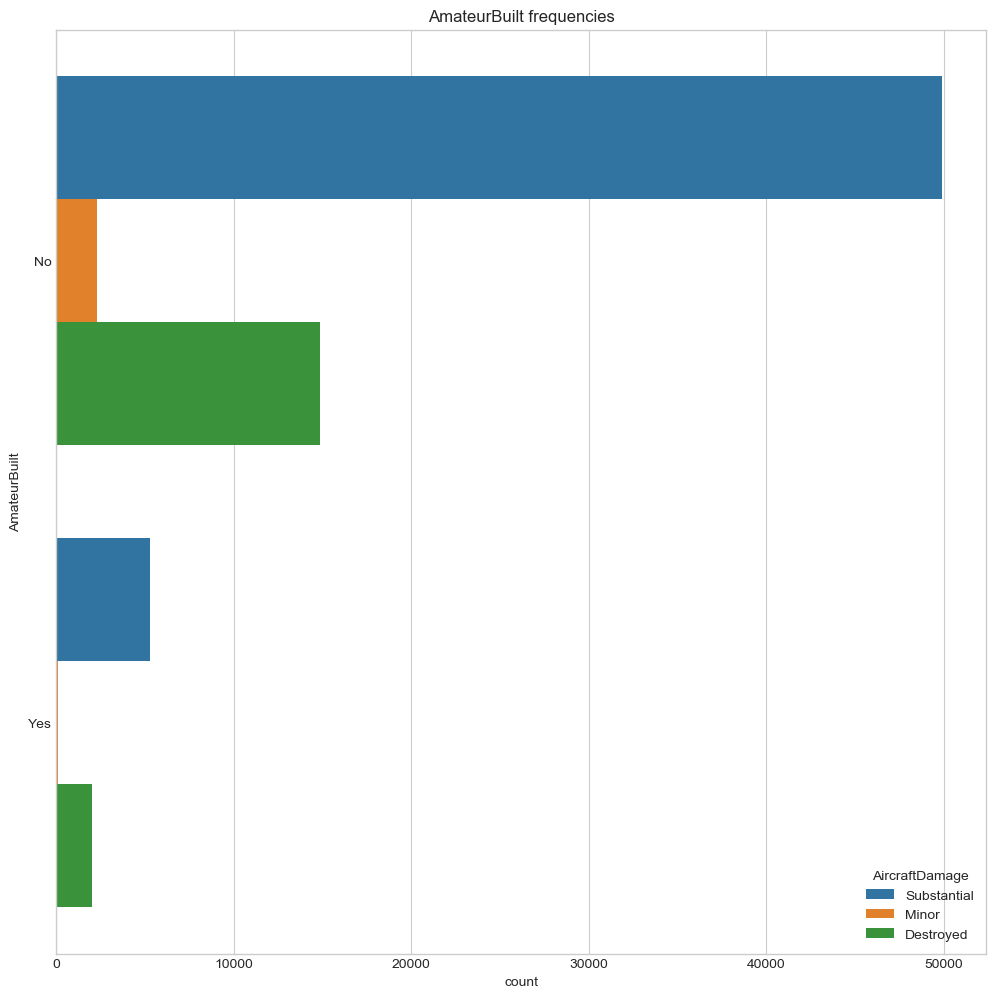 AmateurBuilt frequencies
No
AmateurBuilt
Yes
AircraftDamage
Substantial
Minor
Destroyed
0 10000 20000 30000 40000 50000
count